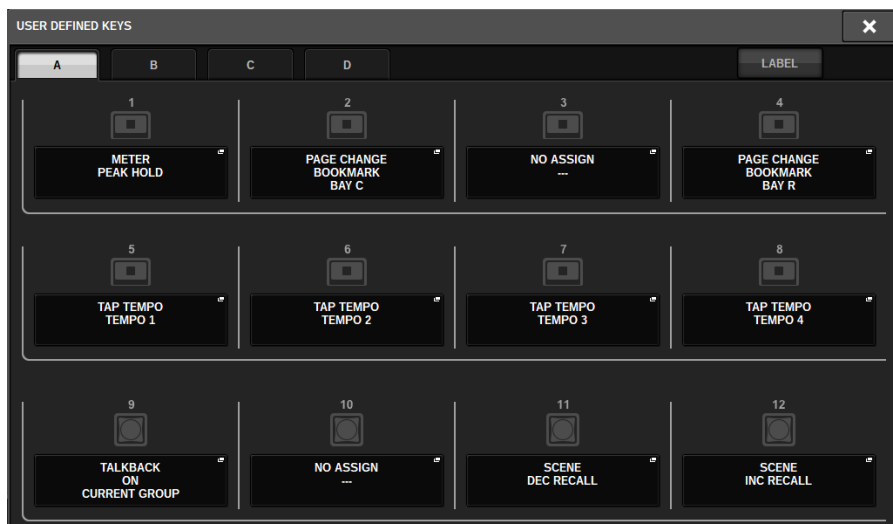 USER DEFINED KEYS
A B C D LABEL
1 2 3 4
METER
PEAK HOLD
PAGE CHANGE
BOOKMARK
BAY C
NO ASSIGN
---
PAGE CHANGE
BOOKMARK
BAY R
5 6 7 8
TAP TEMPO
TEMPO 1
TAP TEMPO
TEMPO 2
TAP TEMPO
TEMPO 3
TAP TEMPO
TEMPO 4
9 10 11 12
TALKBACK
ON
CURRENT GROUP
NO ASSIGN
---
SCENE
DEC RECALL
SCENE
INC RECALL